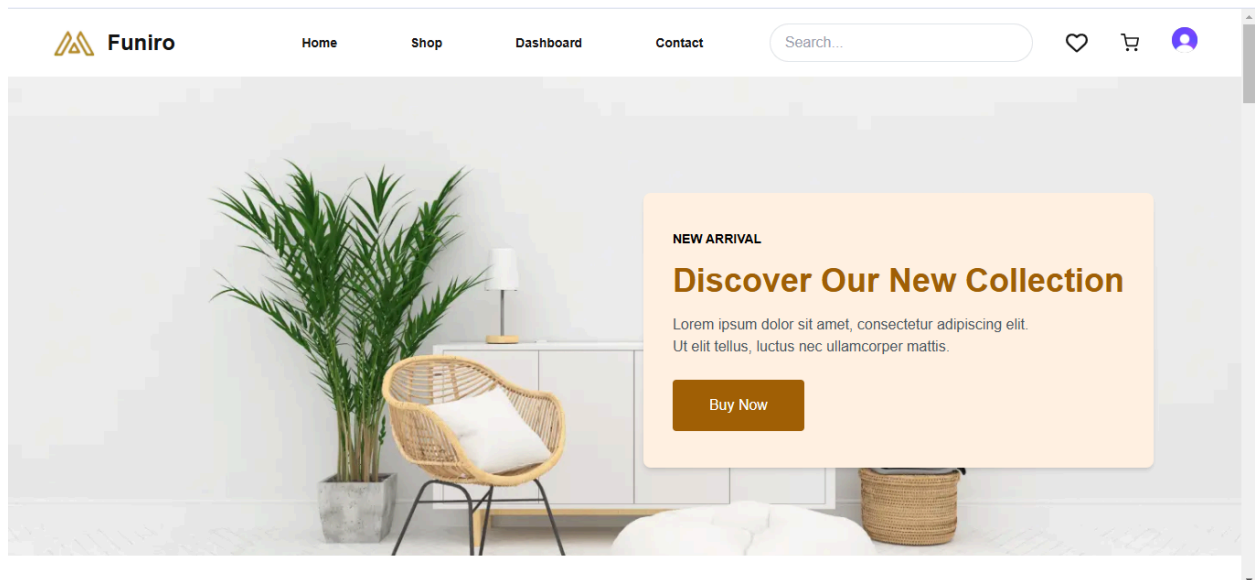 Funiro
Home
Shop
Dashboard
Contact
Search...
NEW ARRIVAL
Discover Our New Collection
Lorem ipsum dolor sit amet, consectetur adipiscing elit.
Ut elit tellus, luctus nec ullamcorper mattis.
Buy Now